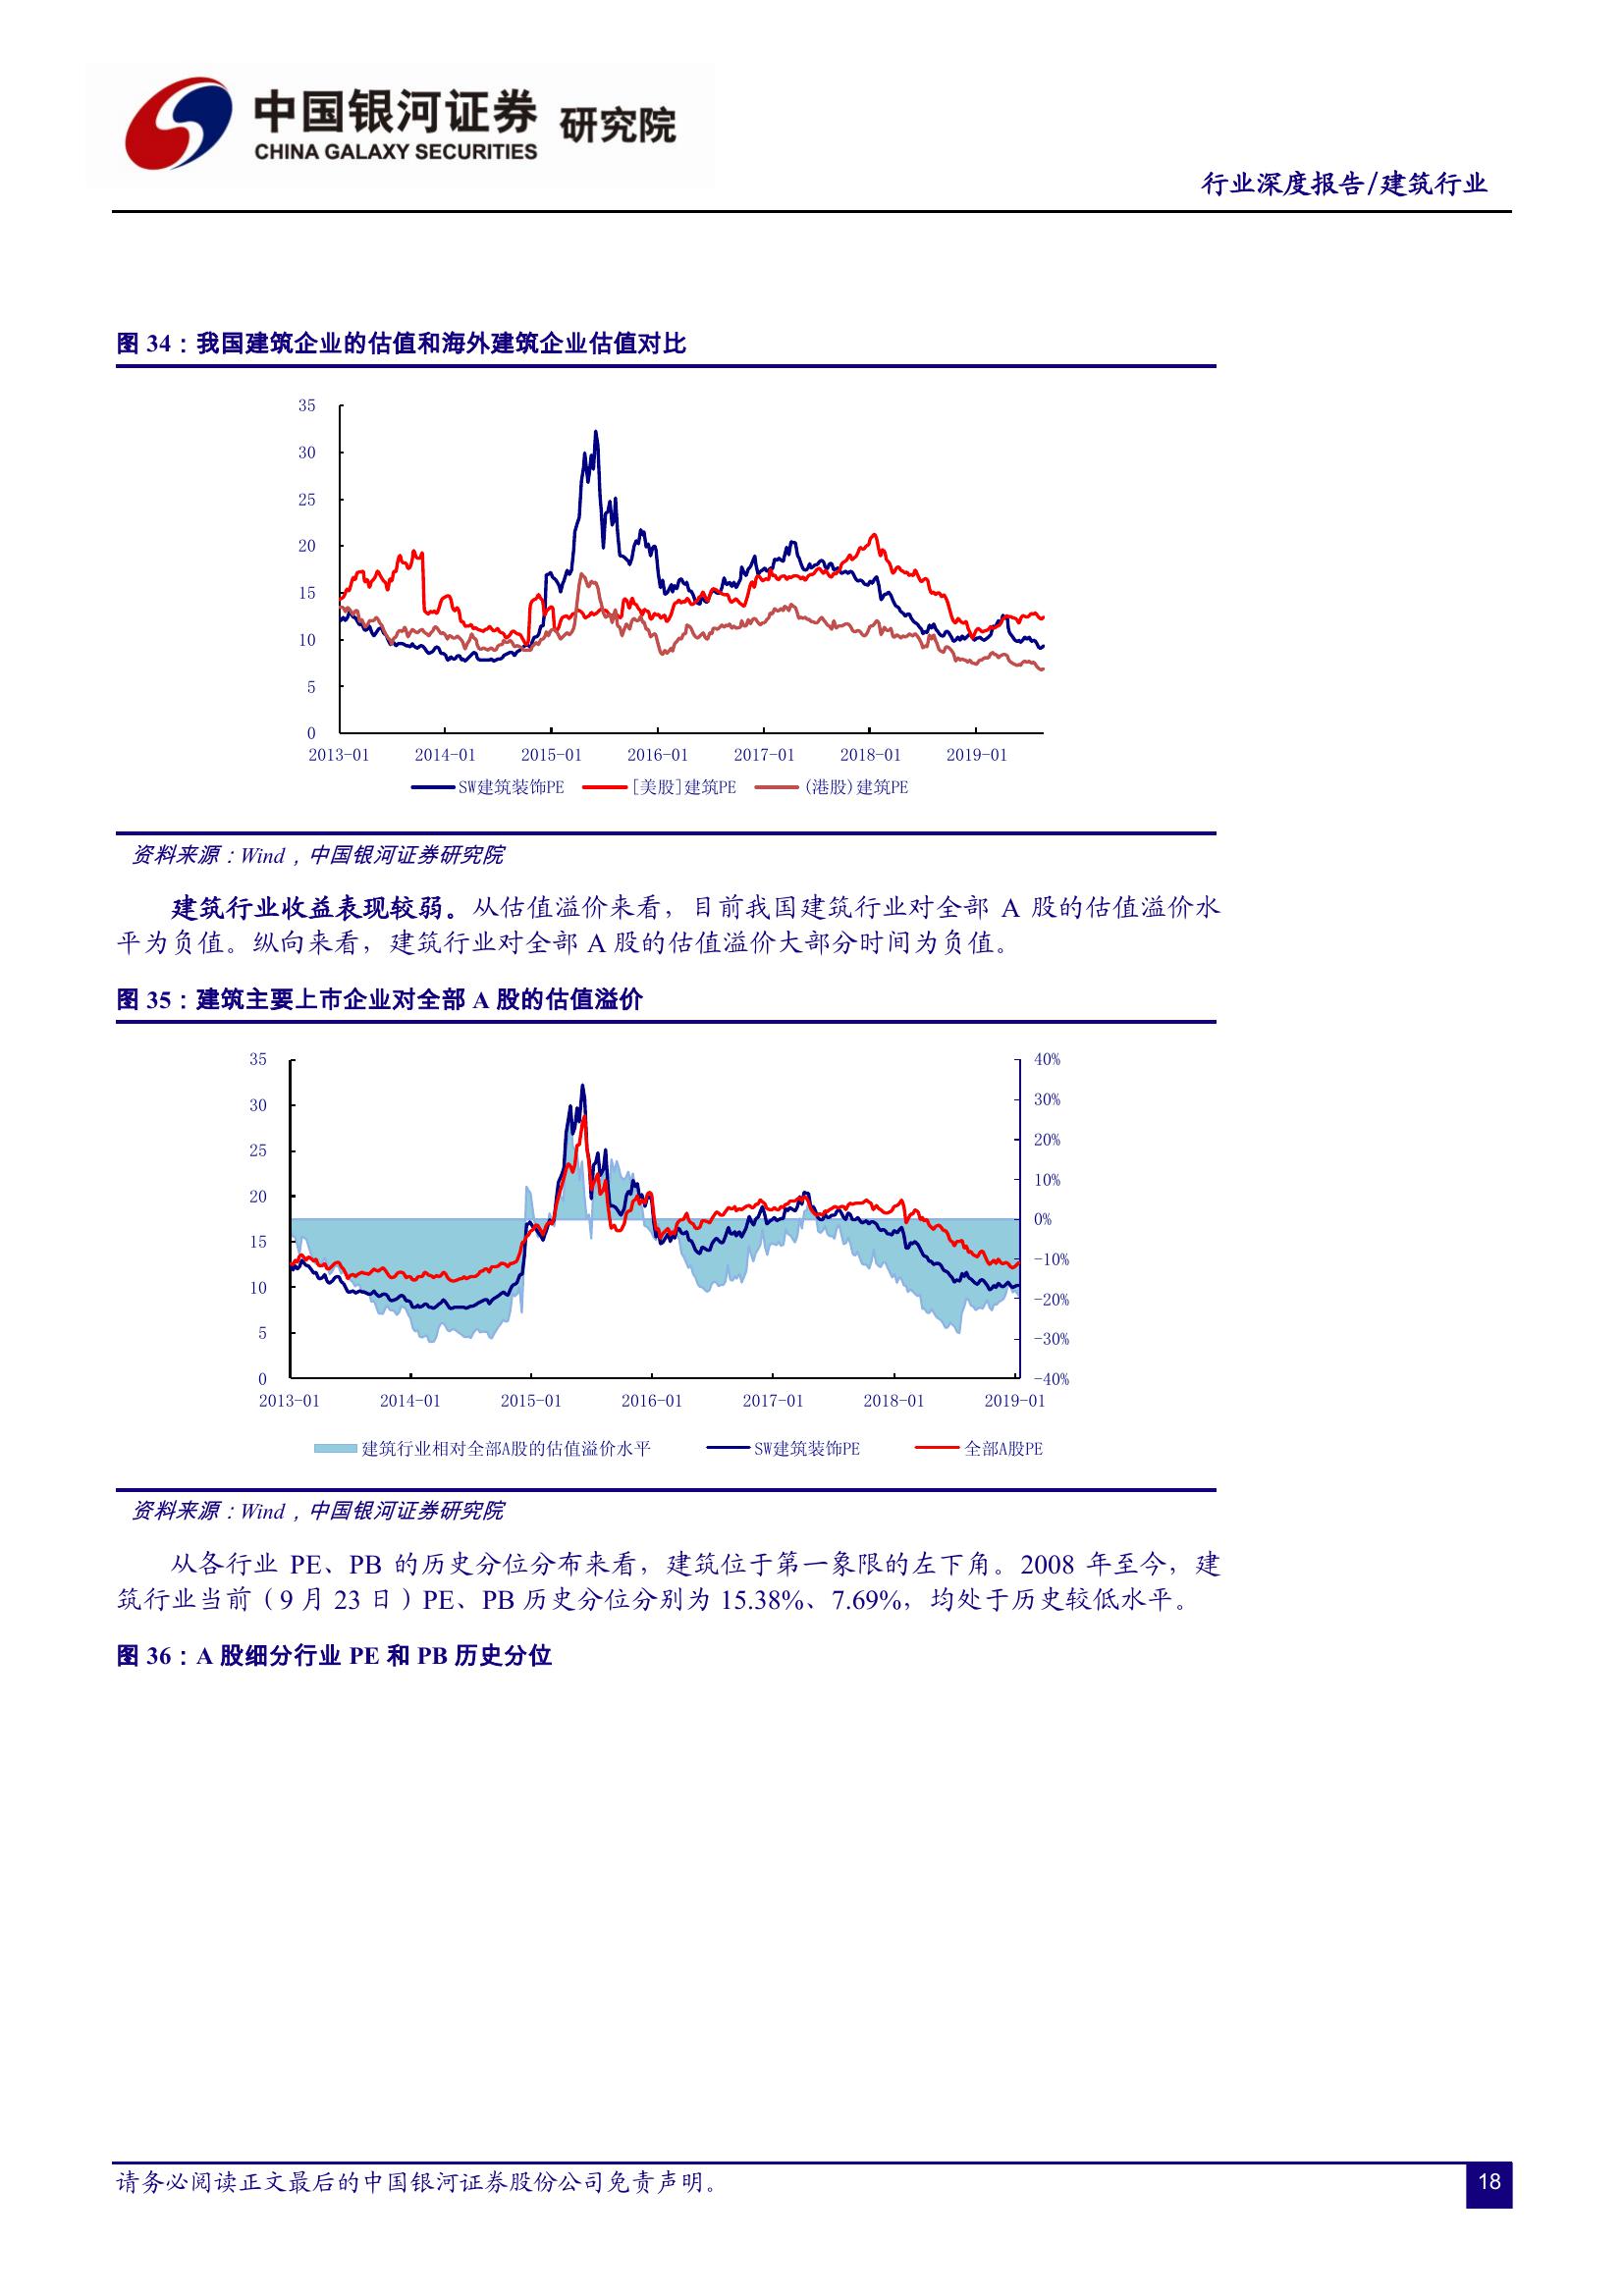 中国银河证券 研究院
CHINA GALAXY SECURITIES
行业深度报告/建筑行业
图 34：我国建筑企业的估值和海外建筑企业估值对比
35
30
25
20
15
10
5
0
2013-01 2014-01 2015-01 2016-01 2017-01 2018-01 2019-01
SW建筑装饰PE [美股]建筑PE (港股)建筑PE
资料来源：Wind，中国银河证券研究院
建筑行业收益表现较弱。从估值溢价来看，目前我国建筑行业对全部 A 股的估值溢价水
平为负值。纵向来看，建筑行业对全部 A 股的估值溢价大部分时间为负值。
图 35：建筑主要上市企业对全部 A 股的估值溢价
35 40%
30 30%
25 20%
20 10%
15 0%
10 -10%
5 -20%
0 -30%
-40%
2013-01 2014-01 2015-01 2016-01 2017-01 2018-01 2019-01
建筑行业相对全部A股的估值溢价水平 SW建筑装饰PE 全部A股PE
资料来源：Wind，中国银河证券研究院
从各行业 PE、PB 的历史分位分布来看，建筑位于第一象限的左下角。2008 年至今，建
筑行业当前（9 月 23 日）PE、PB 历史分位分别为 15.38%、7.69%，均处于历史较低水平。
图 36：A 股细分行业 PE 和 PB 历史分位
请务必阅读正文最后的中国银河证券股份公司免责声明。
18